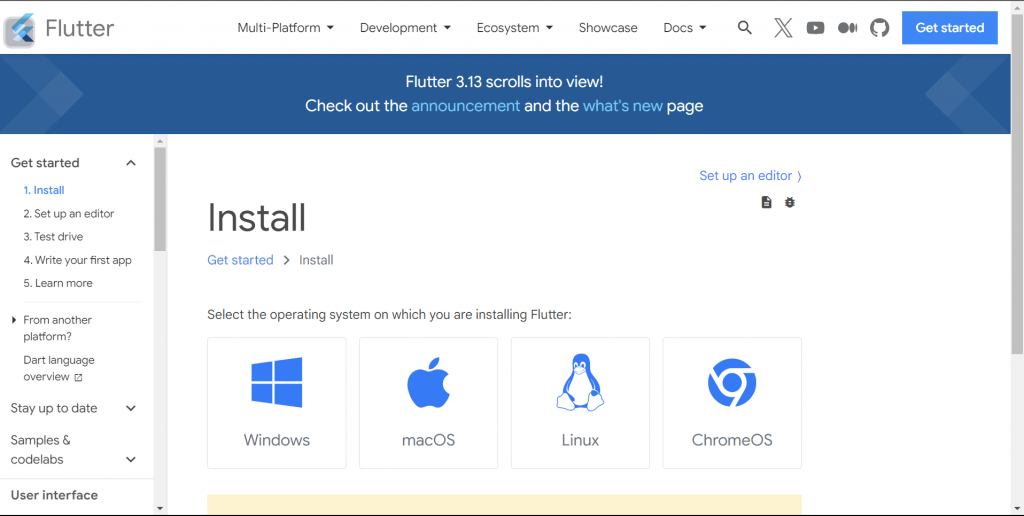 Flutter
Multi-Platform
Development
Ecosystem
Showcase
Docs
Get started
Flutter 3.13 scrolls into view!
Check out the announcement and the what's new page
Get started
1. Install
2. Set up an editor
3. Test drive
4. Write your first app
5. Learn more
From another
platform?
Dart language
overview
Stay up to date
Samples &
codelabs
User interface
Set up an editor
Install
Get started
Install
Select the operating system on which you are installing Flutter:
Windows
macOS
Linux
ChromeOS